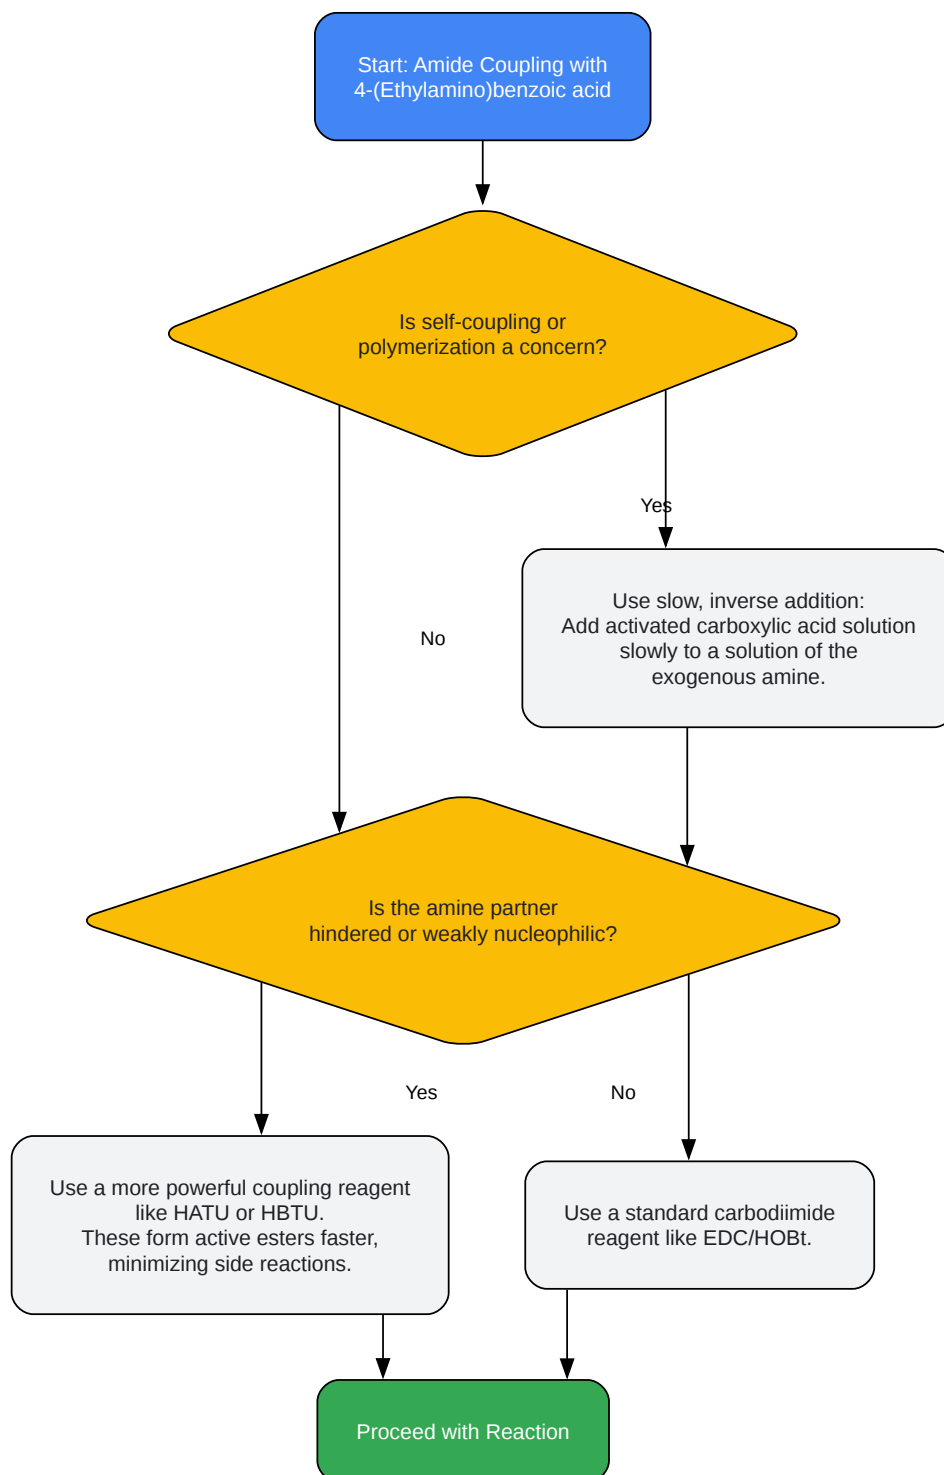 Start: Amide Coupling with
4-(Ethylamino)benzoic acid
Is self-coupling or
polymerization a concern?
Yes
Use slow, inverse addition:
Add activated carboxylic acid solution
slowly to a solution of the
exogenous amine.
No
Is the amine partner
hindered or weakly nucleophilic?
Yes
No
Use a more powerful coupling reagent
like HATU or HBTU.
These form active esters faster,
minimizing side reactions.
Use a standard carbodiimide
reagent like EDC/HOBt.
Proceed with Reaction